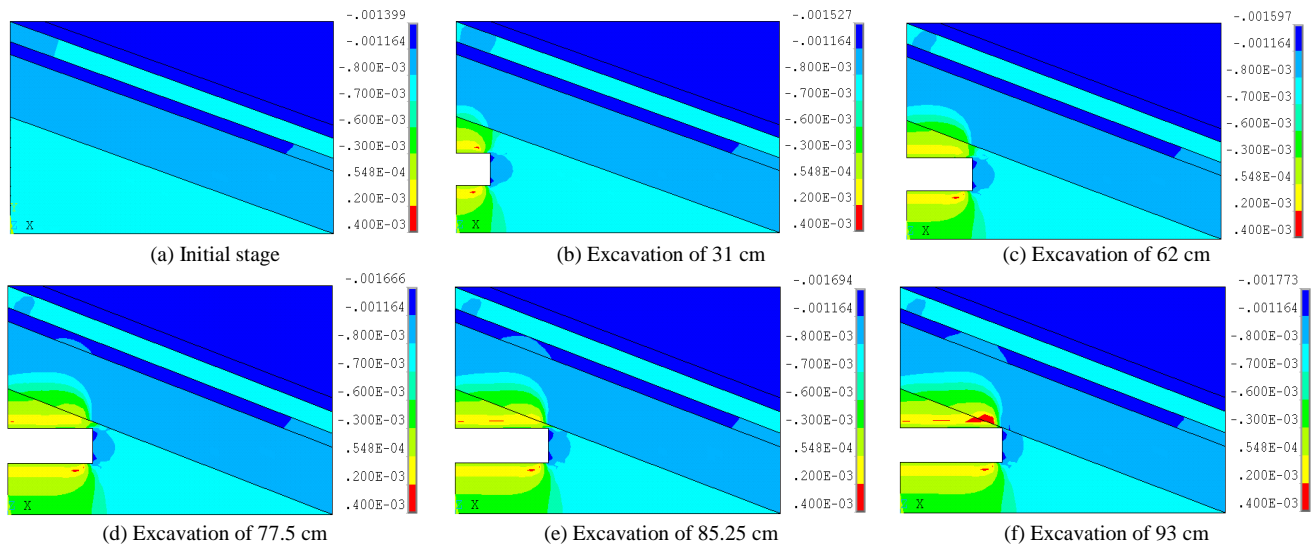 -.001399
-.001164
-.800E-03
-.700E-03
-.600E-03
-.300E-03
.548E-04
.200E-03
.400E-03
X
(a) Initial stage
-.001527
-.001164
-.800E-03
-.700E-03
-.600E-03
-.300E-03
.548E-04
.200E-03
.400E-03
X
(b) Excavation of 31 cm
-.001597
-.001164
-.800E-03
-.700E-03
-.600E-03
-.300E-03
.548E-04
.200E-03
.400E-03
X
(c) Excavation of 62 cm
-.001666
-.001164
-.800E-03
-.700E-03
-.600E-03
-.300E-03
.548E-04
.200E-03
.400E-03
X
(d) Excavation of 77.5 cm
-.001694
-.001164
-.800E-03
-.700E-03
-.600E-03
-.300E-03
.548E-04
.200E-03
.400E-03
X
(e) Excavation of 85.25 cm
-.001773
-.001164
-.800E-03
-.700E-03
-.600E-03
-.300E-03
.548E-04
.200E-03
.400E-03
X
(f) Excavation of 93 cm